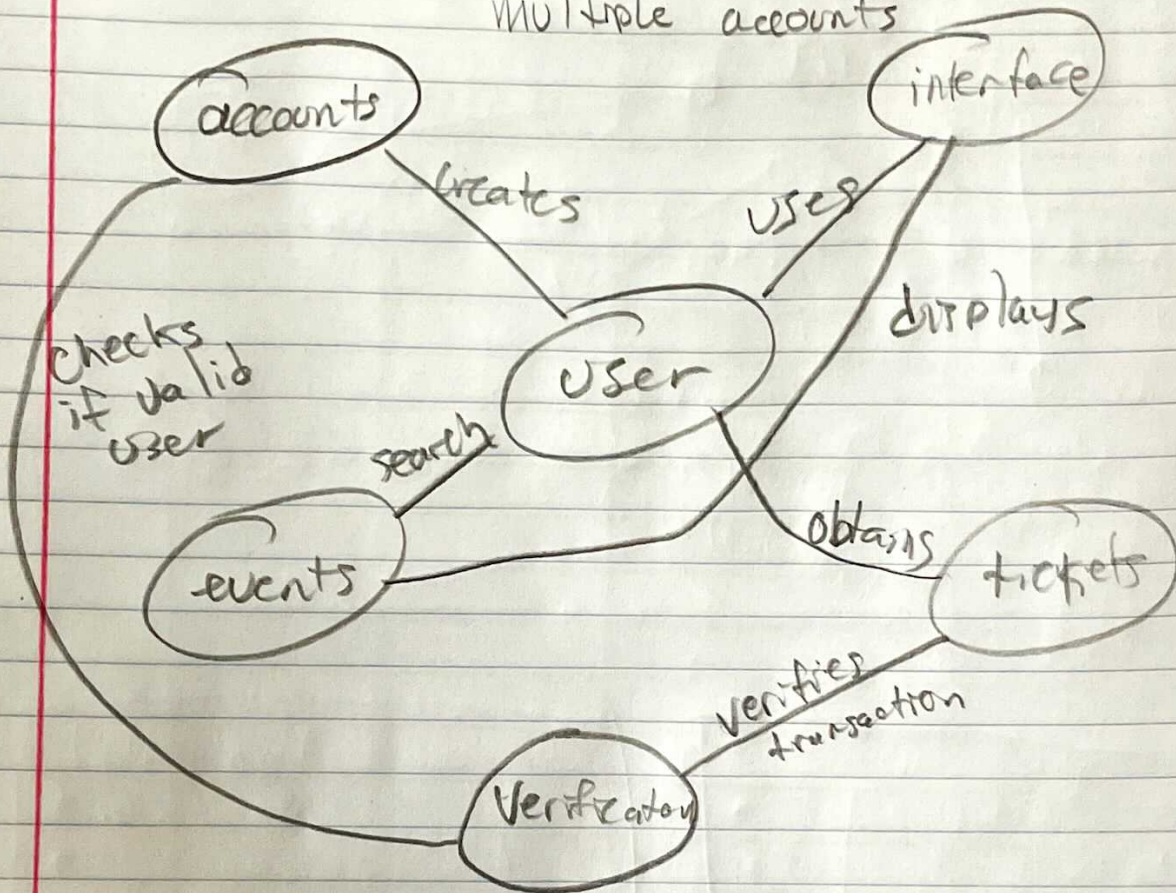 Multiple accounts
accounts
interface
creates
uses
displays
checks
if valid
user
user
search
obtains
events
tickets
verifies
transaction
Verification